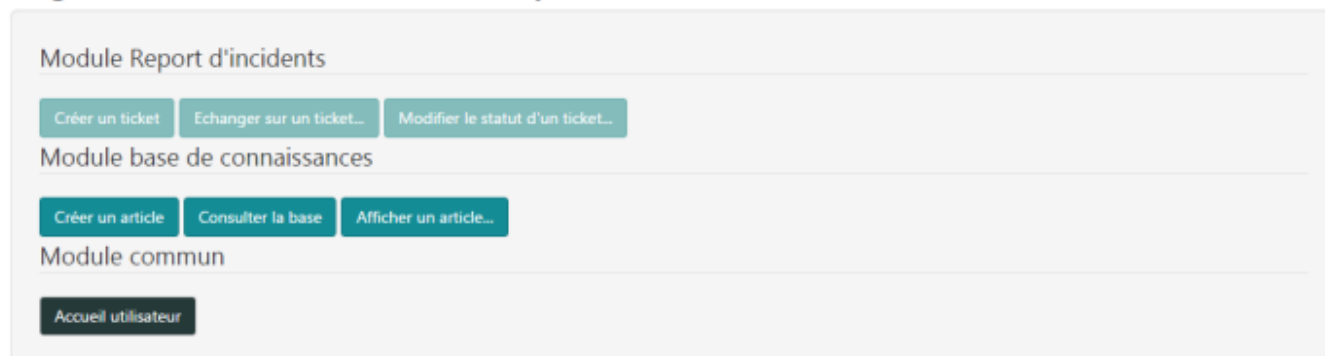 Module Report d'incidents
Créer un ticket Echanger sur un ticket... Modifier le statut d'un ticket...
Module base de connaissances
Créer un article Consulter la base Afficher un article...
Module commun
Accueil utilisateur